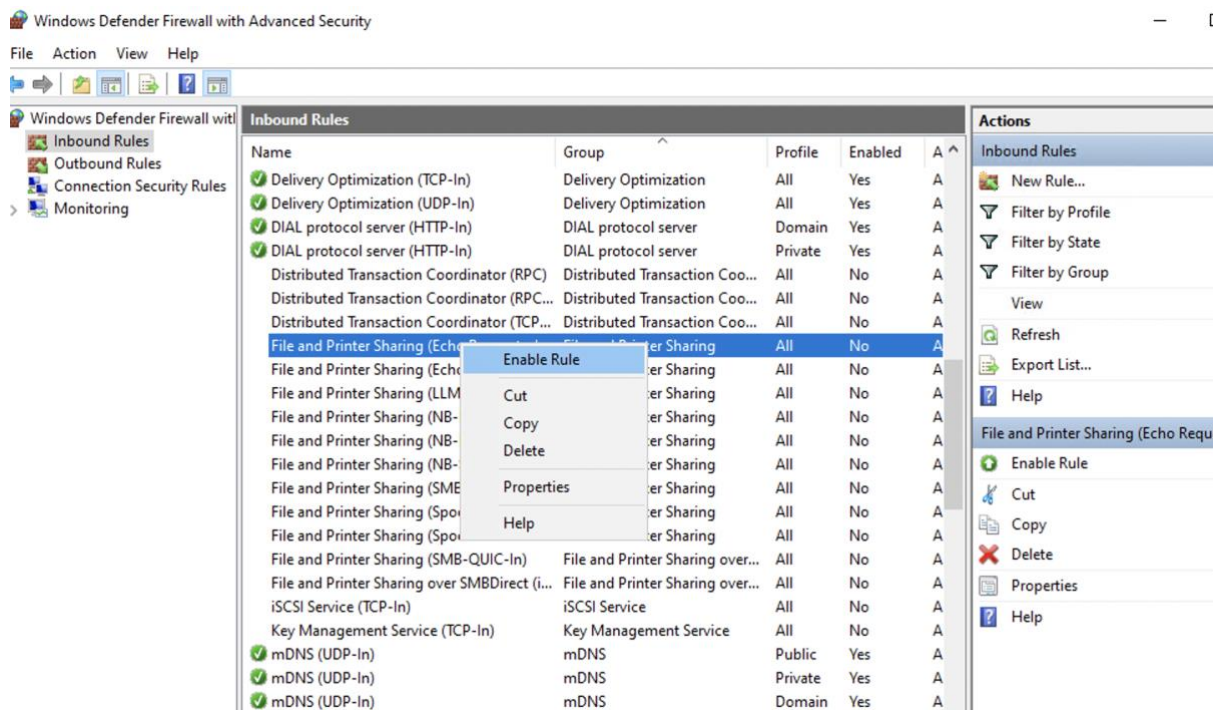 Windows Defender Firewall with Advanced Security
File Action View Help
Windows Defender Firewall witl
Inbound Rules
Outbound Rules
Connection Security Rules
Monitoring
Inbound Rules
Name Group Profile Enabled A
Delivery Optimization (TCP-In) Delivery Optimization All Yes A
Delivery Optimization (UDP-In) Delivery Optimization All Yes A
DIAL protocol server (HTTP-In) DIAL protocol server Domain Yes A
DIAL protocol server (HTTP-In) DIAL protocol server Private Yes A
Distributed Transaction Coordinator (RPC) Distributed Transaction Coo... All No A
Distributed Transaction Coordinator (RPC... Distributed Transaction Coo... All No A
Distributed Transaction Coordinator (TCP... Distributed Transaction Coo... All No A
File and Printer Sharing (Echo Sharing All No A
File and Printer Sharing (Echo er Sharing All No A
File and Printer Sharing (LLM er Sharing All No A
File and Printer Sharing (NB- er Sharing All No A
File and Printer Sharing (NB- er Sharing All No A
File and Printer Sharing (NB- er Sharing All No A
File and Printer Sharing (SME er Sharing All No A
File and Printer Sharing (Spo er Sharing All No A
File and Printer Sharing (Spo er Sharing All No A
File and Printer Sharing (SMB-QUIC-In) File and Printer Sharing over... All No A
File and Printer Sharing over SMBDirect (i... File and Printer Sharing over... All No A
iSCSI Service (TCP-In) iSCSI Service All No A
Key Management Service (TCP-In) Key Management Service All No A
mDNS (UDP-In) mDNS Public Yes A
mDNS (UDP-In) mDNS Private Yes A
mDNS (UDP-In) mDNS Domain Yes A
Enable Rule
Cut
Copy
Delete
Properties
Help
Actions
Inbound Rules
New Rule...
Filter by Profile
Filter by State
Filter by Group
View
Refresh
Export List...
Help
File and Printer Sharing (Echo Requ
Enable Rule
Cut
Copy
Delete
Properties
Help